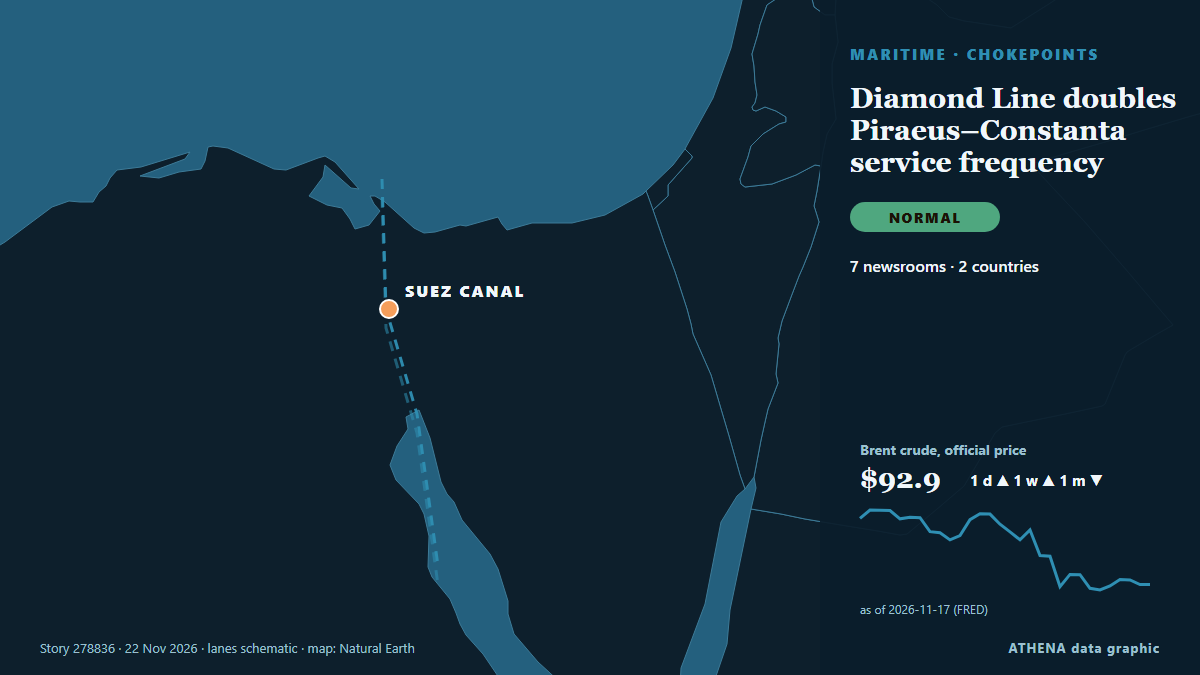 MARITIME · CHOKEPOINTS
Diamond Line doubles
Piraeus–Constanta
service frequency
NORMAL
7 newsrooms · 2 countries
SUEZ CANAL
Brent crude, official price
$92.9 1 d ▲ 1 w ▲ 1 m ▼
as of 2026-11-17 (FRED)
Story 278836 · 22 Nov 2026 · lanes schematic · map: Natural Earth
ATHENA data graphic